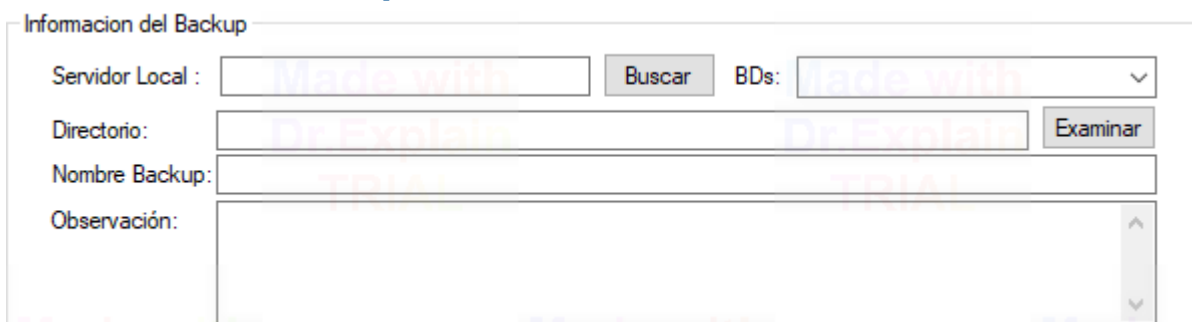 Informacion del Backup
Servidor Local : Buscar BDs:
Directorio: Examinar
Nombre Backup:
Observación:
Made with Made with
Dr.Explain Dr.Explain
TRIAL TRIAL